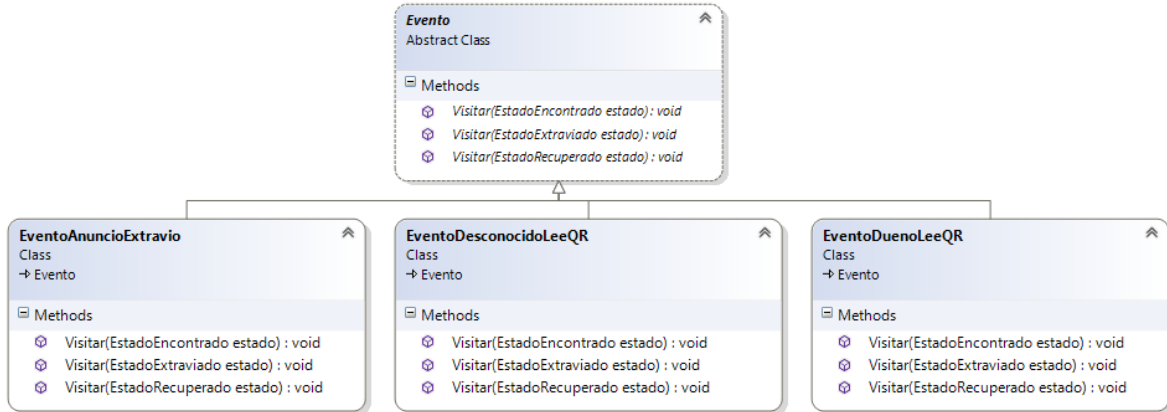 Evento
Abstract Class
Methods
Visitar(EstadoEncontrado estado) : void
Visitar(EstadoExtraviado estado) : void
Visitar(EstadoRecuperado estado) : void
EventoAnuncioExtravio
Class
Evento
Methods
Visitar(EstadoEncontrado estado) : void
Visitar(EstadoExtraviado estado) : void
Visitar(EstadoRecuperado estado) : void
EventoDesconocidoLeeQR
Class
Evento
Methods
Visitar(EstadoEncontrado estado) : void
Visitar(EstadoExtraviado estado) : void
Visitar(EstadoRecuperado estado) : void
EventoDuenoLeeQR
Class
Evento
Methods
Visitar(EstadoEncontrado estado) : void
Visitar(EstadoExtraviado estado) : void
Visitar(EstadoRecuperado estado) : void